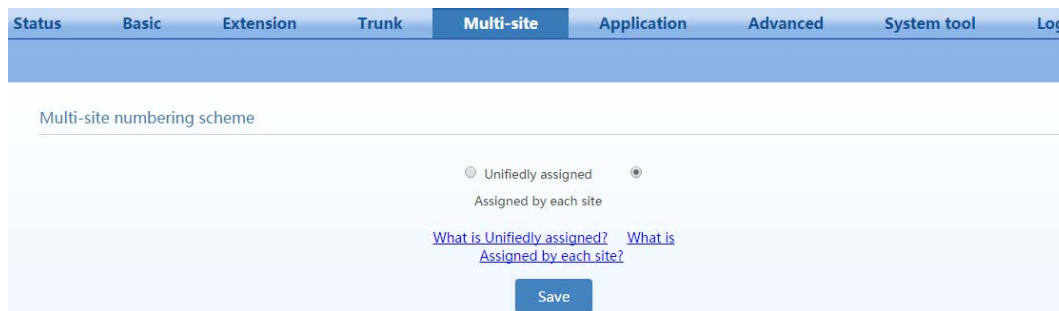 Status Basic Extension Trunk Multi-site Application Advanced System tool Log
Multi-site numbering scheme
Unifiedly assigned
Assigned by each site
What is Unifiedly assigned? What is
Assigned by each site?
Save